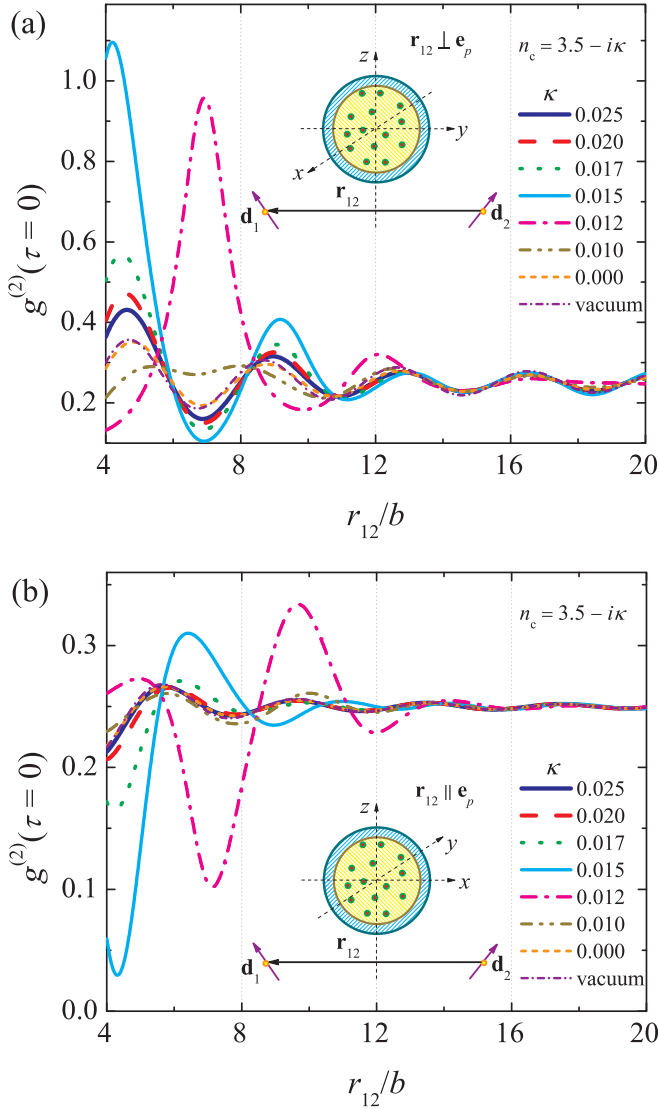 (a)
r₁₂ ⊥ eₚ
n_c = 3.5 − iκ
z
y
x
r₁₂
d₁
d₂
κ
0.025
0.020
0.017
0.015
0.012
0.010
0.000
vacuum
g⁽²⁾(τ = 0)
1.0
0.8
0.6
0.4
0.2
4
8
12
16
20
r₁₂/b
(b)
n_c = 3.5 − iκ
r₁₂ ∥ eₚ
z
y
x
r₁₂
d₁
d₂
κ
0.025
0.020
0.017
0.015
0.012
0.010
0.000
vacuum
g⁽²⁾(τ = 0)
0.3
0.2
0.1
0.0
4
8
12
16
20
r₁₂/b